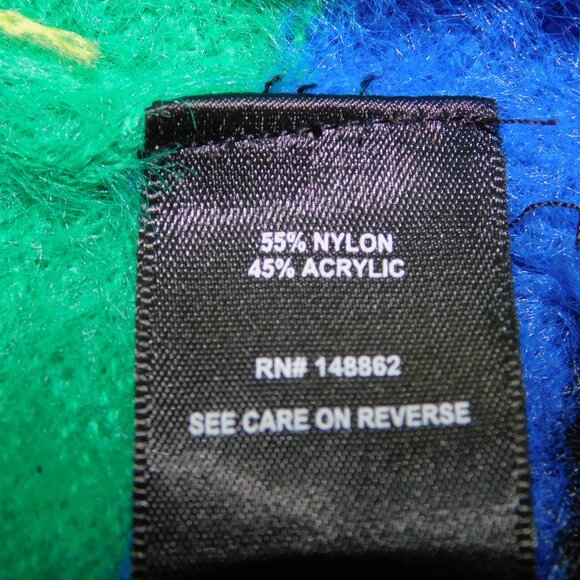 55% NYLON
45% ACRYLIC
RN# 148862
SEE CARE ON REVERSE